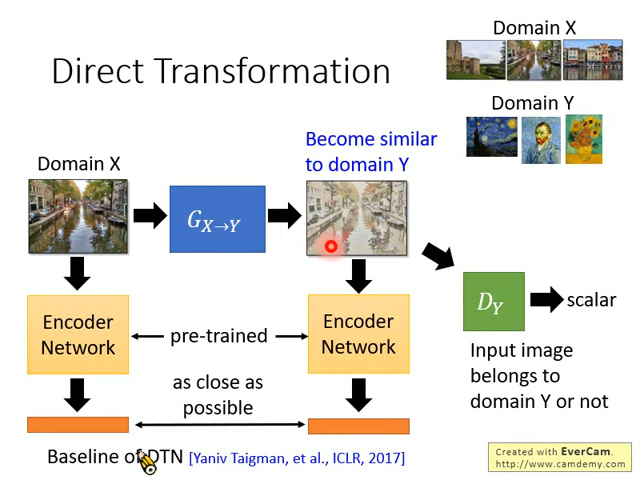 Direct Transformation
Domain X
Domain Y
Become similar
to domain Y
Domain X
G_{X→Y}
Encoder
Network
pre-trained
Encoder
Network
D_Y
scalar
as close as
possible
Input image
belongs to
domain Y or not
Baseline of DTN [Yaniv Taigman, et al., ICLR, 2017]
Created with EverCam.
http://www.camdemy.com